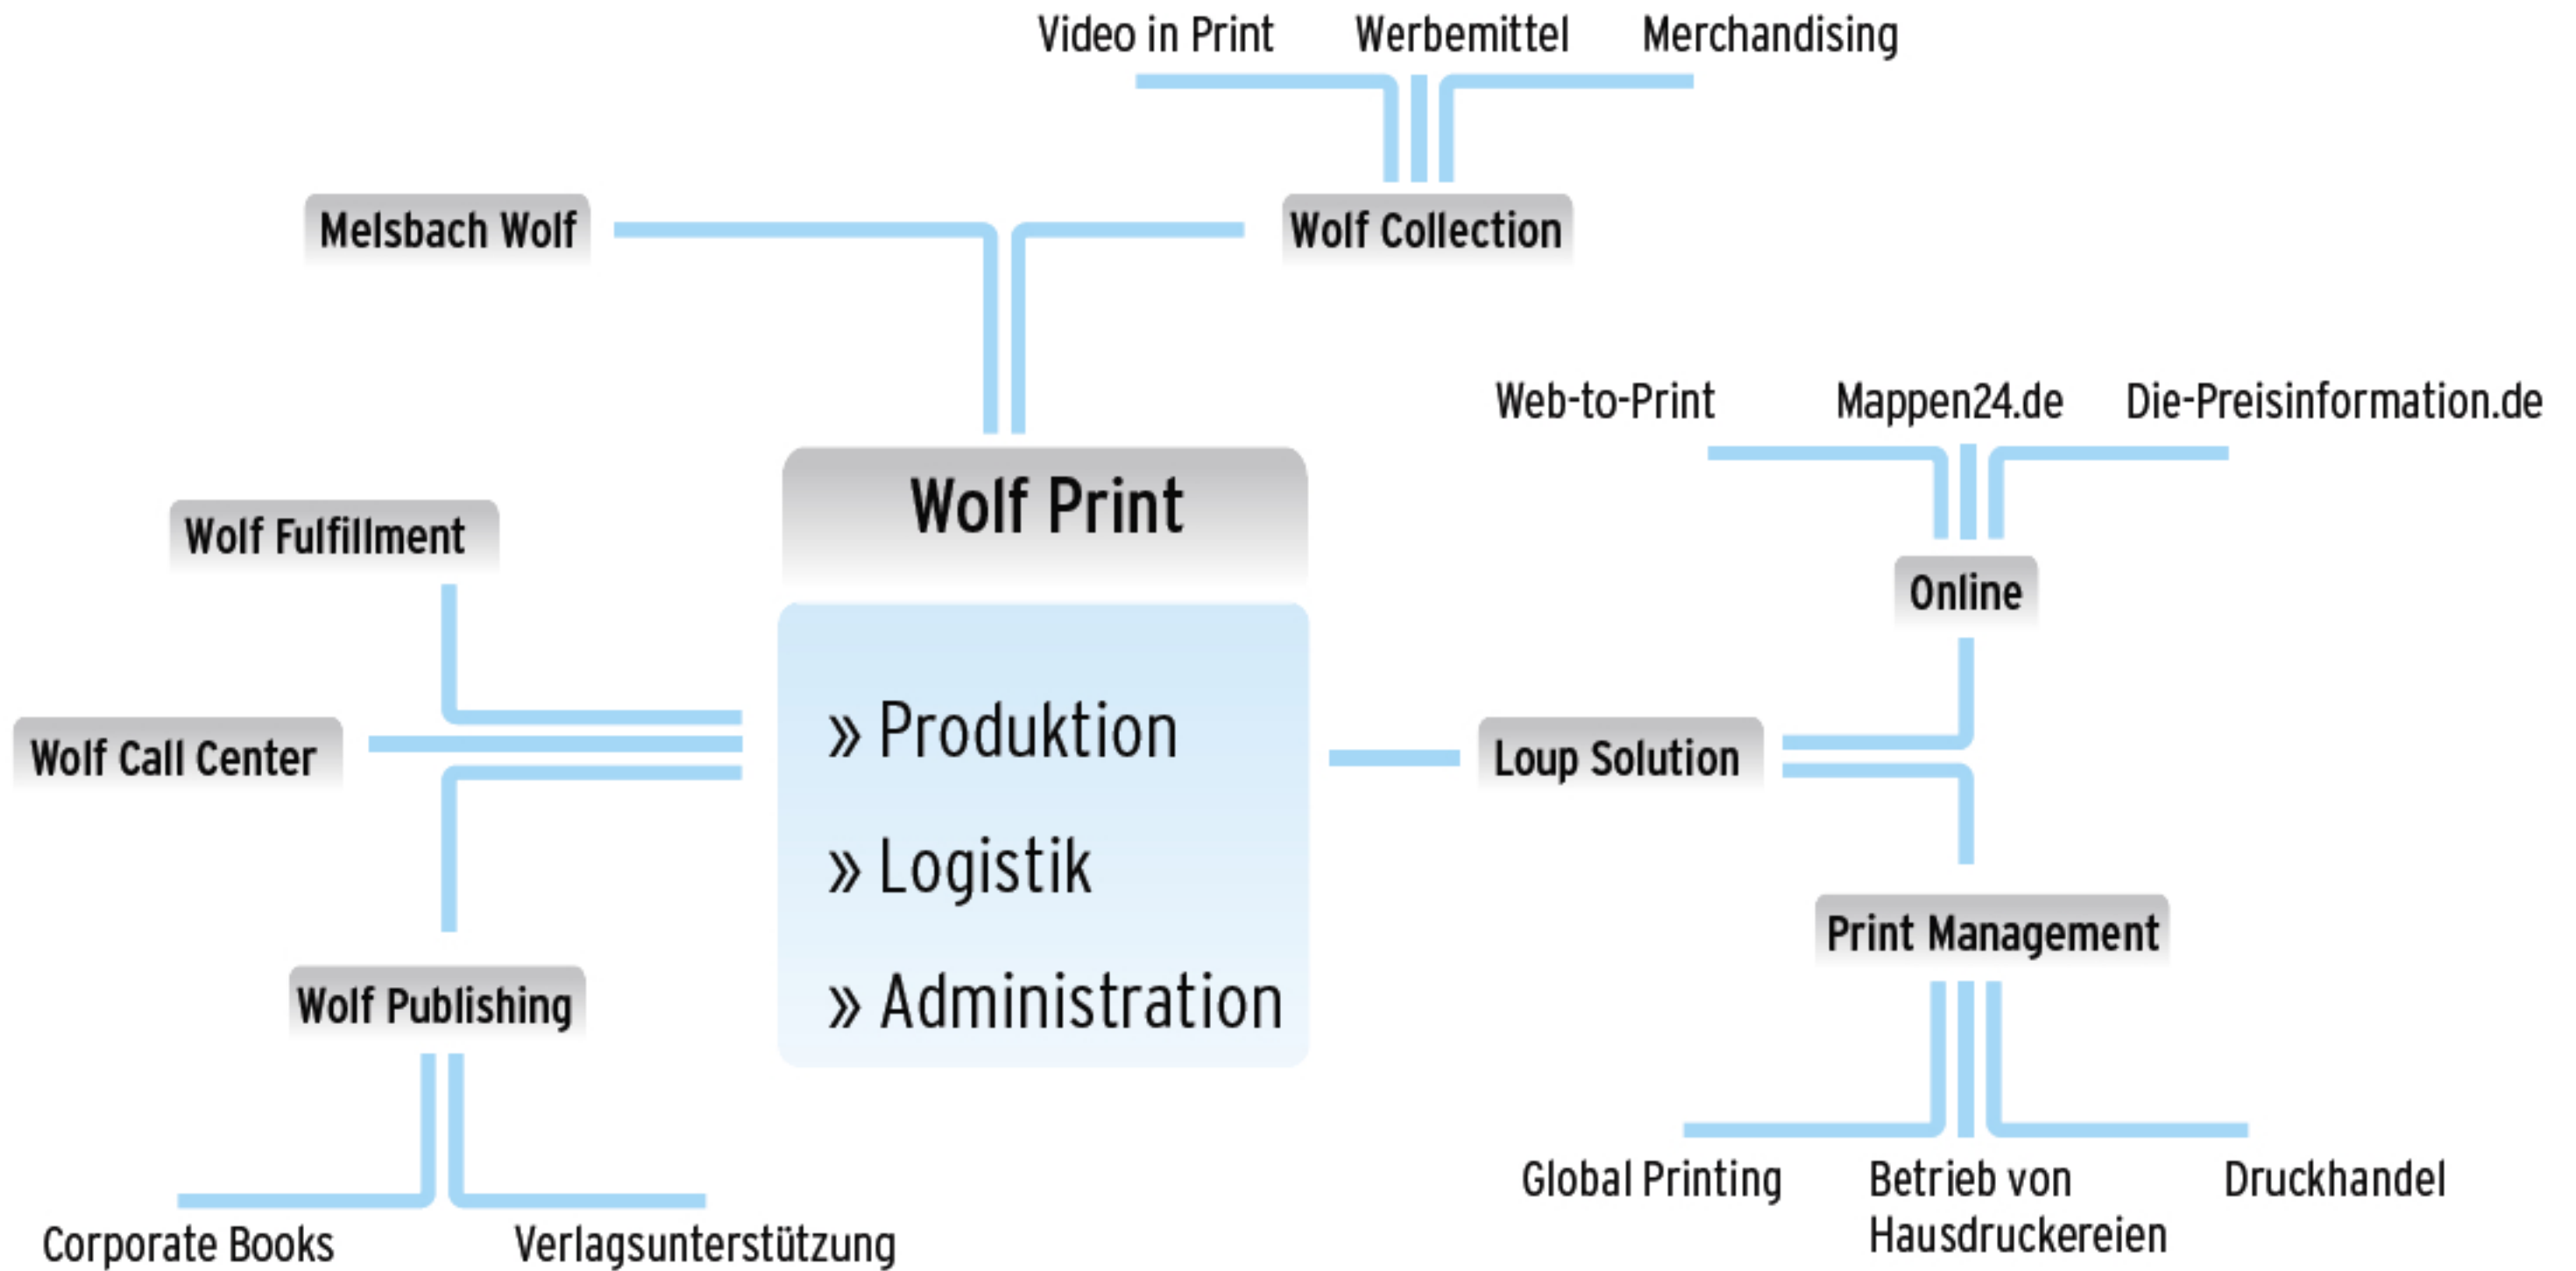 Video in Print
Werbemittel
Merchandising
Melsbach Wolf
Wolf Collection
Web-to-Print
Mappen24.de
Die-Preisinformation.de
Wolf Print
Wolf Fulfillment
Online
Wolf Call Center
» Produktion
Loup Solution
» Logistik
Print Management
Wolf Publishing
» Administration
Global Printing
Betrieb von
Hausdruckereien
Druckhandel
Corporate Books
Verlagsunterstützung